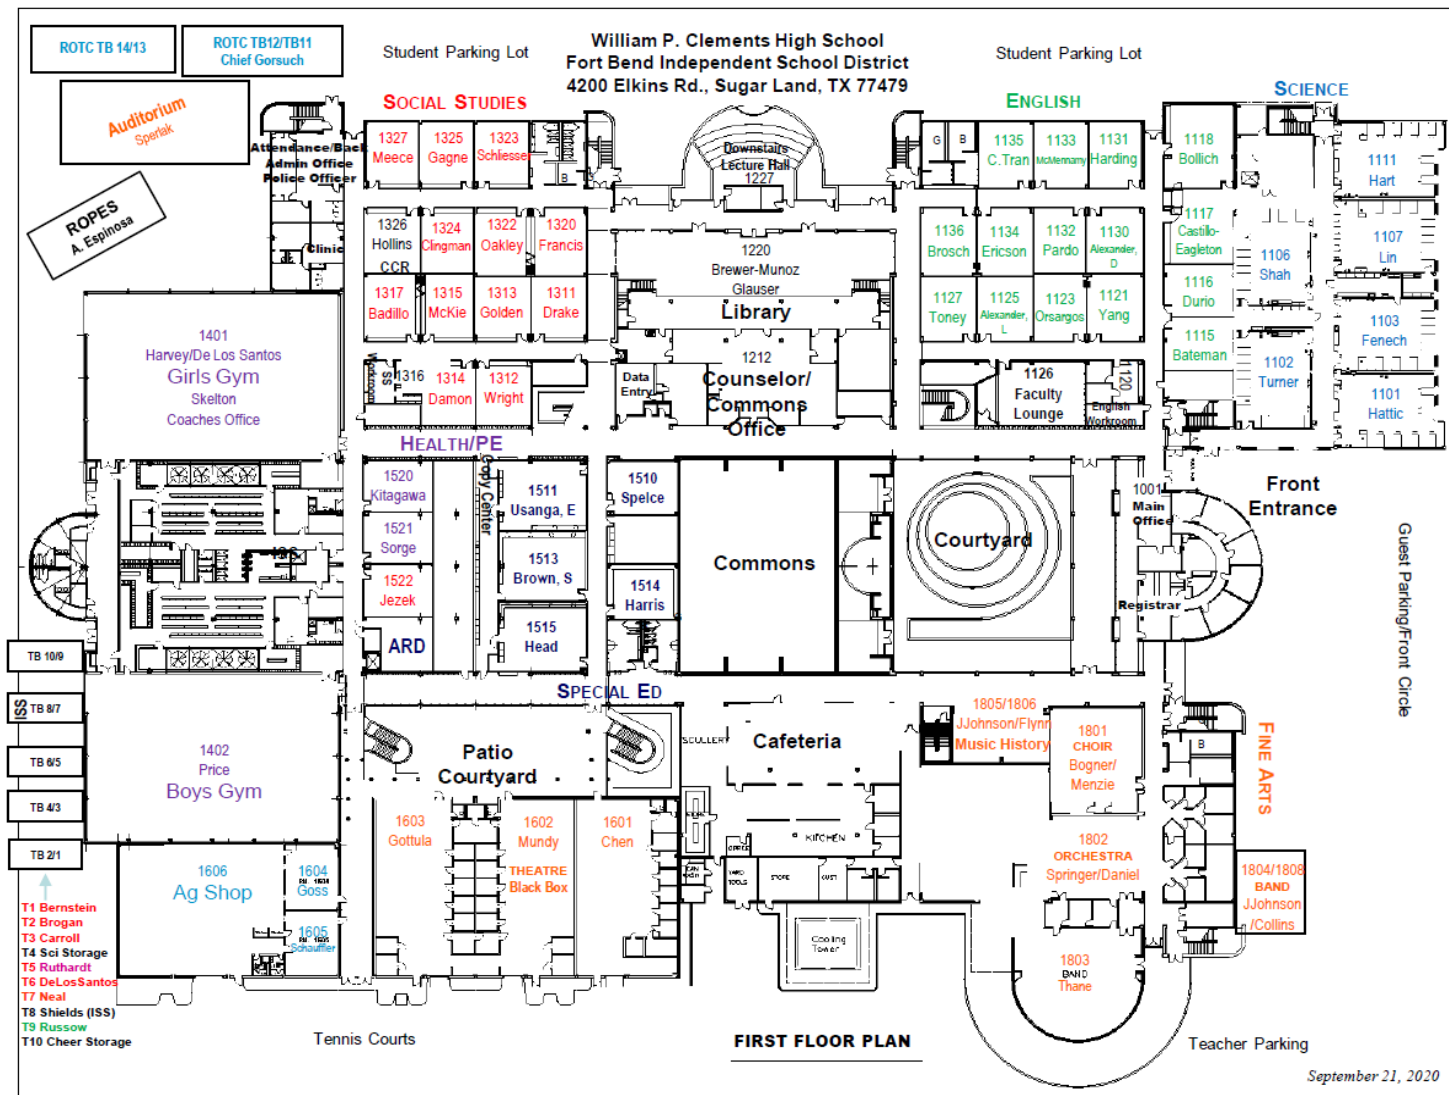 ROTC TB 14/13
ROTC TB12/TB11
Chief Gorsuch
Student Parking Lot
William P. Clements High School
Fort Bend Independent School District
4200 Elkins Rd., Sugar Land, TX 77479
Student Parking Lot
Auditorium
Sperlak
SOCIAL STUDIES
ENGLISH
SCIENCE
ROPES
A. Espinosa
Attendance/Back
Admin Office
Police Officer
Clinic
1327
Meece
1325
Gagne
1323
Schliesser
B
Downstairs
Lecture Hall
1227
G
B
1135
C.Tran
1133
McMennamy
1131
Harding
1118
Bollich
1111
Hart
1326
Hollins
CCR
1324
Clingman
1322
Oakley
1320
Francis
1220
Brewer-Munoz
Glauser
Library
1136
Brosch
1134
Ericson
1132
Pardo
1130
Alexander,
D
1117
Castillo-
Eagleton
1106
Shah
1107
Lin
1317
Badillo
1315
McKie
1313
Golden
1311
Drake
1127
Toney
1125
Alexander,
L
1123
Orsargos
1121
Yang
1116
Durio
1115
Bateman
1103
Fenech
1401
Harvey/De Los Santos
Girls Gym
Skelton
Coaches Office
SS
Workroom
1316
1314
Damon
1312
Wright
Data
Entry
1212
Counselor/
Commons
Office
1126
Faculty
Lounge
1120
English
Workroom
1102
Turner
1101
Hattic
HEALTH/PE
1520
Kitagawa
Copy Center
1511
Usanga, E
1510
Spelce
1001
Main
Office
Front
Entrance
Guest Parking/Front Circle
1521
Sorge
1513
Brown, S
Commons
Courtyard
1522
Jezek
1514
Harris
Registrar
ARD
1515
Head
SPECIAL ED
TB 10/9
ISS
TB 8/7
TB 6/5
TB 4/3
TB 2/1
1402
Price
Boys Gym
Patio
Courtyard
SCULLERY
Cafeteria
1805/1806
JJohnson/Flynn
Music History
1801
CHOIR
Bogner/
Menzie
B
FINE ARTS
1603
Gottula
1602
Mundy
THEATRE
Black Box
1601
Chen
KITCHEN
YARD
TOOLS
STORE
CUST
1802
ORCHESTRA
Springer/Daniel
1804/1808
BAND
JJohnson
/Collins
1606
Ag Shop
1604
Goss
1605
Schauffler
Cooling
Tower
1803
BAND
Thane
T1 Bernstein
T2 Brogan
T3 Carroll
T4 Sci Storage
T5 Ruthardt
T6 DeLosSantos
T7 Neal
T8 Shields (ISS)
T9 Russow
T10 Cheer Storage
Tennis Courts
FIRST FLOOR PLAN
Teacher Parking
September 21, 2020